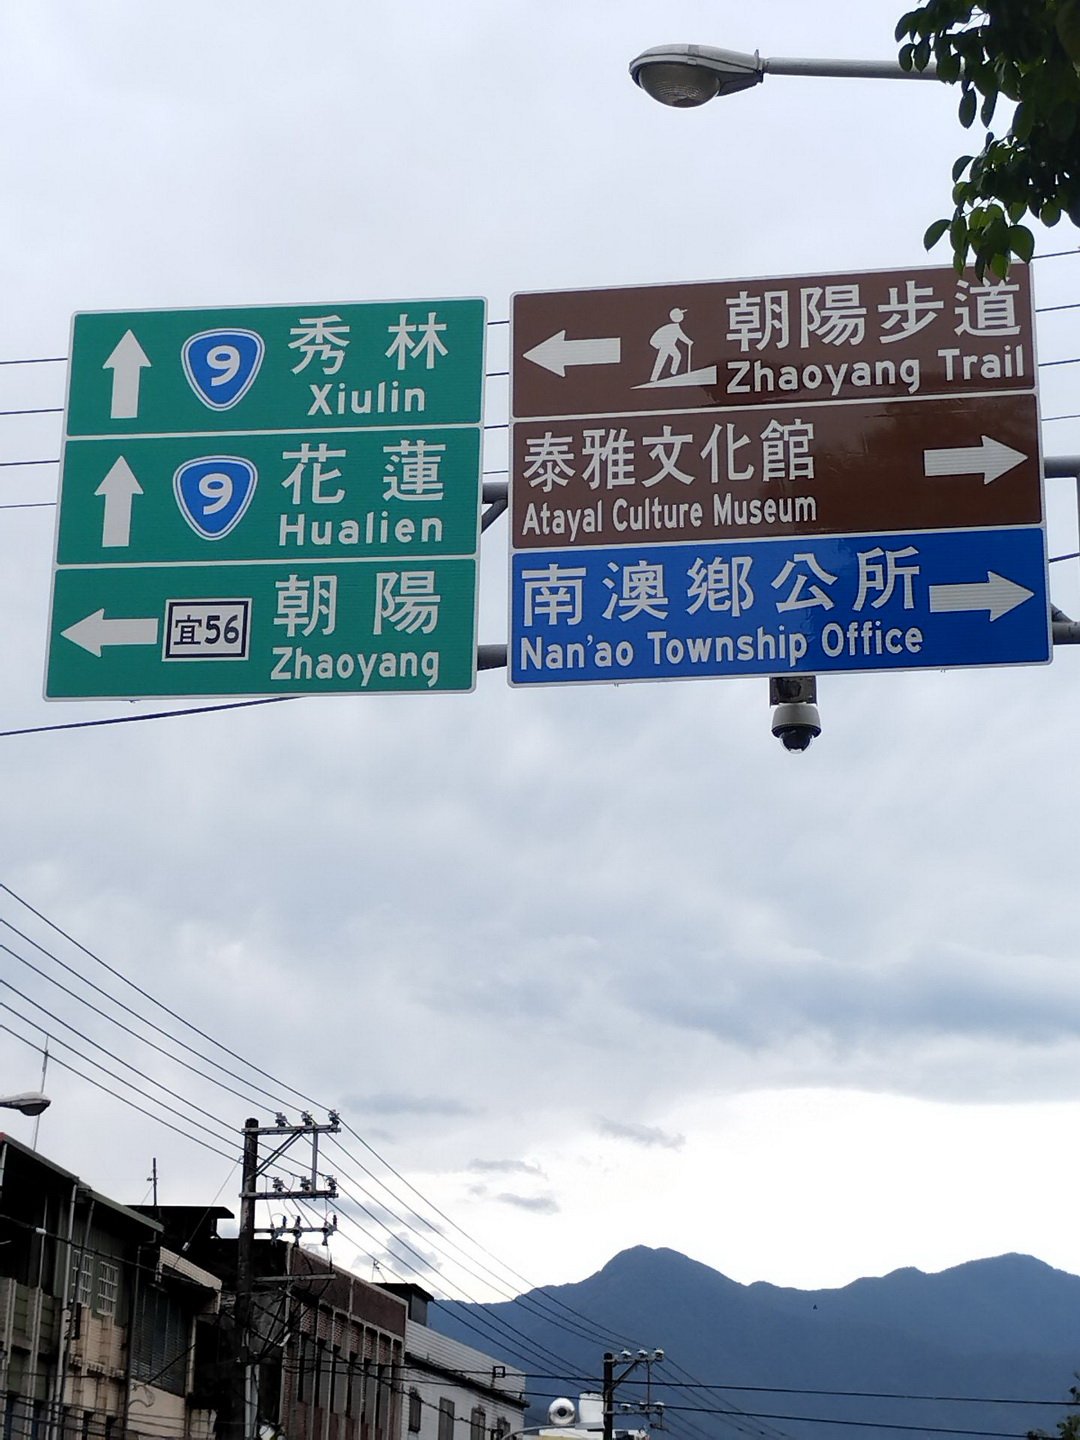 9 秀林
Xiulin
9 花蓮
Hualien
宜56 朝陽
Zhaoyang
朝陽步道
Zhaoyang Trail
泰雅文化館
Atayal Culture Museum
南澳鄉公所
Nan'ao Township Office